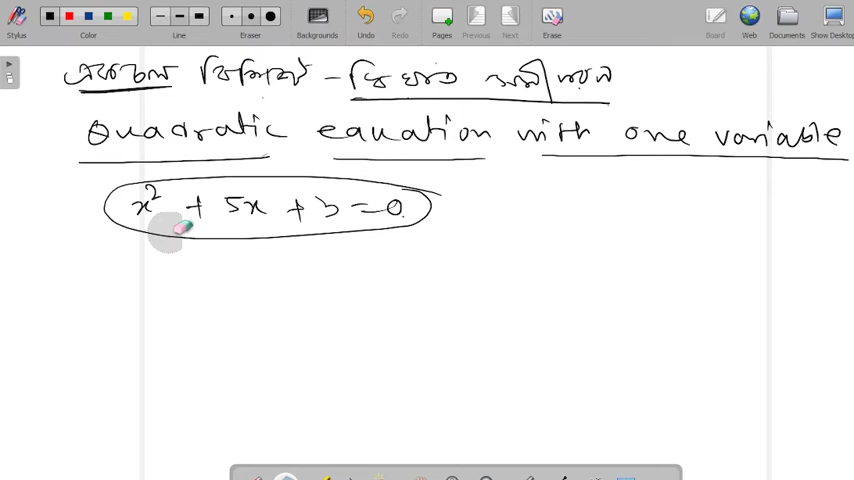 Stylus Color Line Eraser Backgrounds Undo Redo Pages Previous Next Erase Board Web Documents Show Desktop
একচলক বিশিষ্ট - দ্বি ঘাত সমীকরণ
Quadratic equation with one variable
x² + 5x + 3 = 0